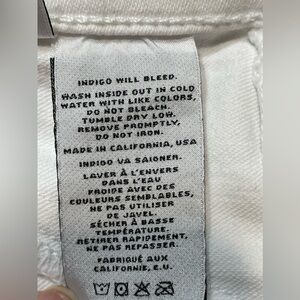 INDIGO WILL BLEED.
WASH INSIDE OUT IN COLD
WATER WITH LIKE COLORS,
DO NOT BLEACH.
TUMBLE DRY LOW.
REMOVE PROMPTLY,
DO NOT IRON.
MADE IN CALIFORNIA, USA
INDIGO VA SAIGNER.
LAVER À L'ENVERS
DANS L'EAU
FROIDE AVEC DES
COULEURS SEMBLABLES,
NE PAS UTILISER
DE JAVEL.
SÉCHER À BASSE
TEMPÉRATURE.
RETIRER RAPIDEMENT,
NE PAS REPASSER.
FABRIQUÉ AUX
CALIFORNIE, E.U.